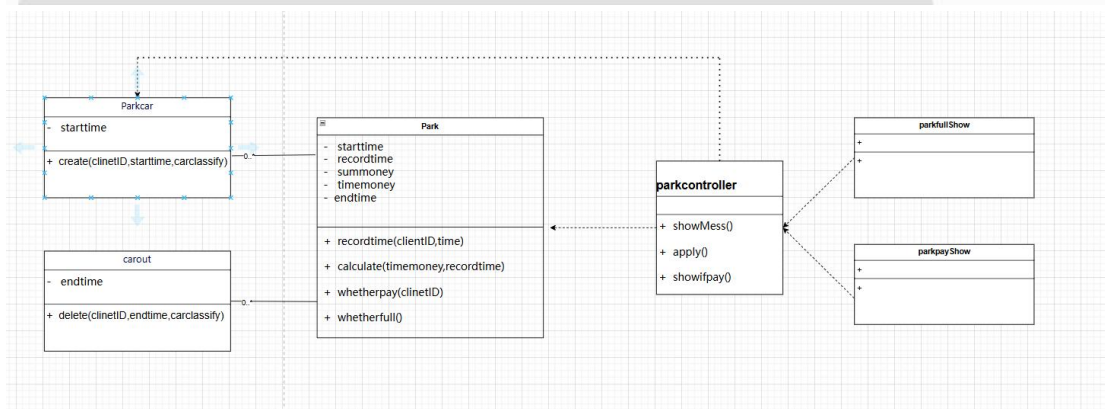 Parkcar
- starttime
+ create(clinetID,starttime,carclassify)
0..*
carout
- endtime
+ delete(clinetID,endtime,carclassify)
0..*
Park
- starttime
- recordtime
- summoney
- timemoney
- endtime
+ recordtime(clientID,time)
+ calculate(timemoney,recordtime)
+ whetherpay(clinetID)
+ whetherfull()
parkcontroller
+ showMess()
+ apply()
+ showifpay()
parkfullShow
+
+
parkpayShow
+
+